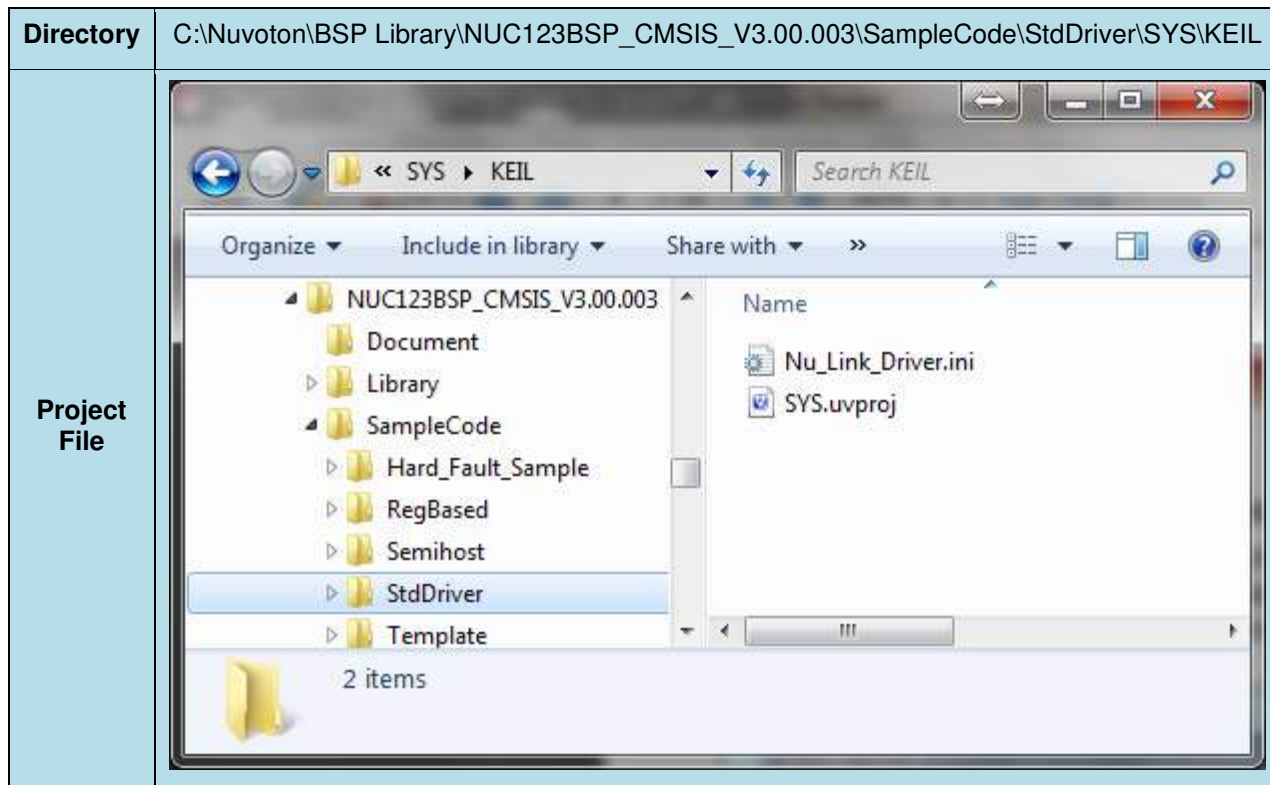 Directory C:\Nuvoton\BSP Library\NUC123BSP_CMSIS_V3.00.003\SampleCode\StdDriver\SYS\KEIL
Project
File
« SYS ▸ KEIL
Search KEIL
Organize Include in library Share with »
NUC123BSP_CMSIS_V3.00.003
Document
Library
SampleCode
Hard_Fault_Sample
RegBased
Semihost
StdDriver
Template
Name
Nu_Link_Driver.ini
SYS.uvproj
2 items